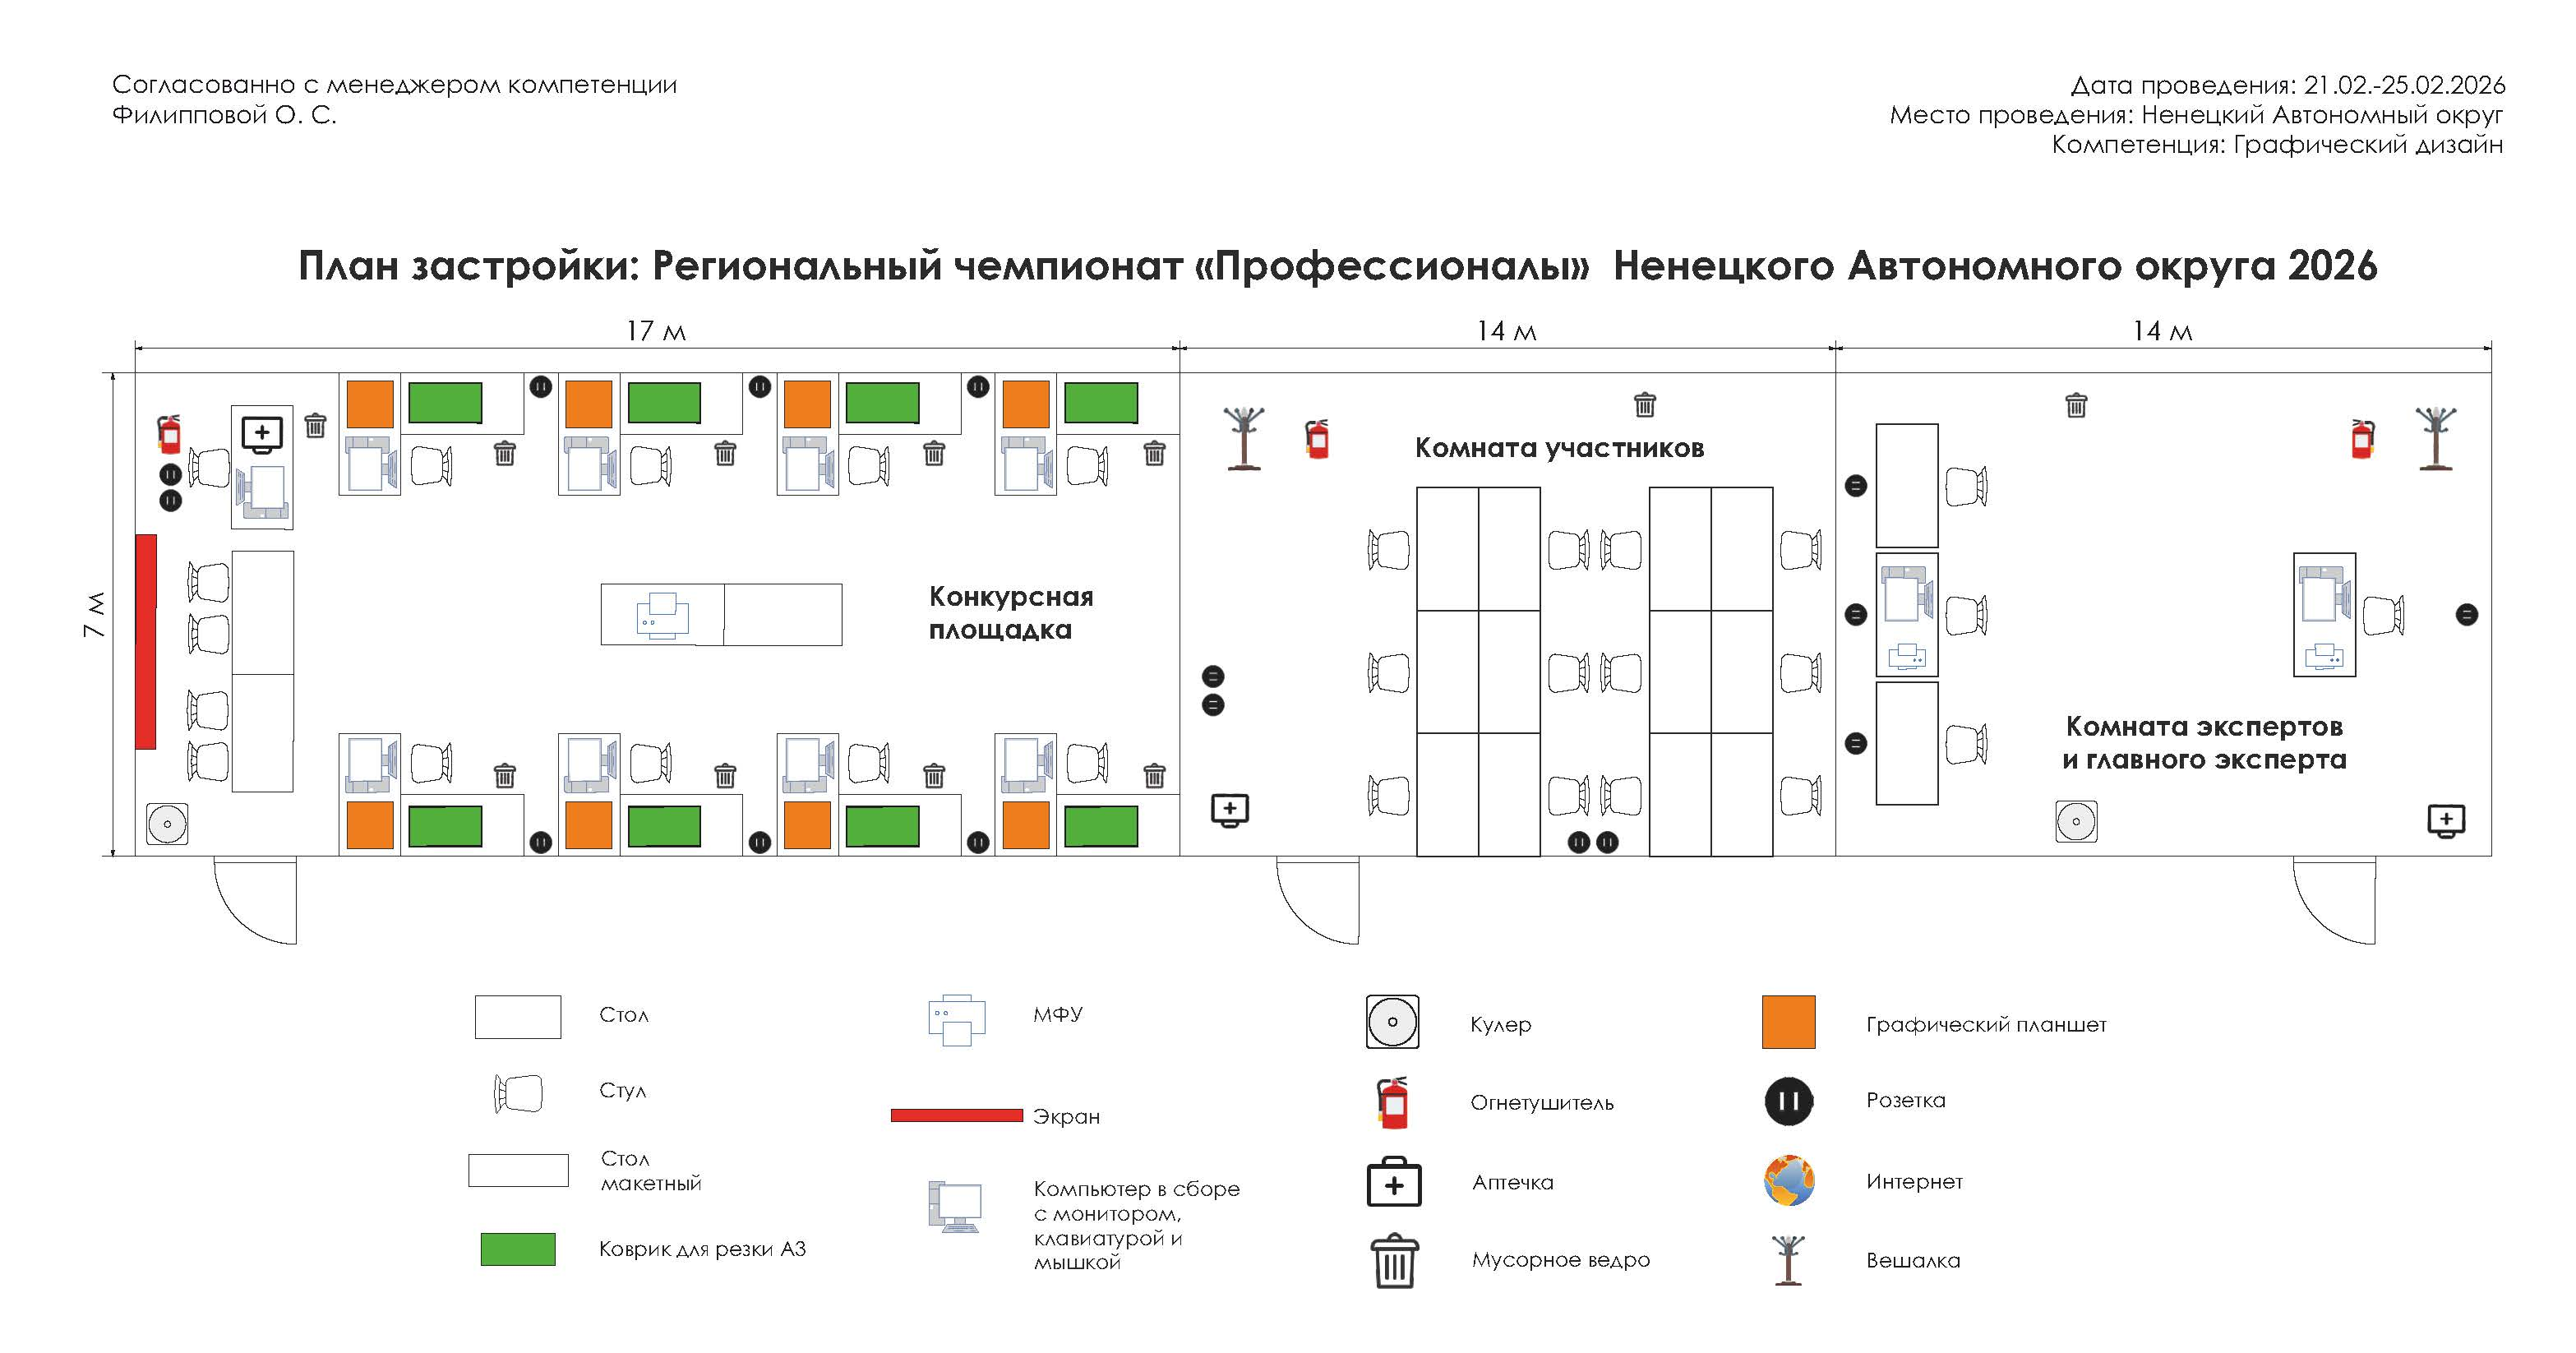 Согласованно с менеджером компетенции
Филипповой О. С.
Дата проведения: 21.02.-25.02.2026
Место проведения: Ненецкий Автономный округ
Компетенция: Графический дизайн
План застройки: Региональный чемпионат «Профессионалы» Ненецкого Автономного округа 2026
17 м
14 м
14 м
7 м
Конкурсная
площадка
Комната участников
Комната экспертов
и главного эксперта
Стол
Стул
Стол
макетный
Коврик для резки А3
МФУ
Экран
Компьютер в сборе
с монитором,
клавиатурой и
мышкой
Кулер
Огнетушитель
Аптечка
Мусорное ведро
Графический планшет
Розетка
Интернет
Вешалка